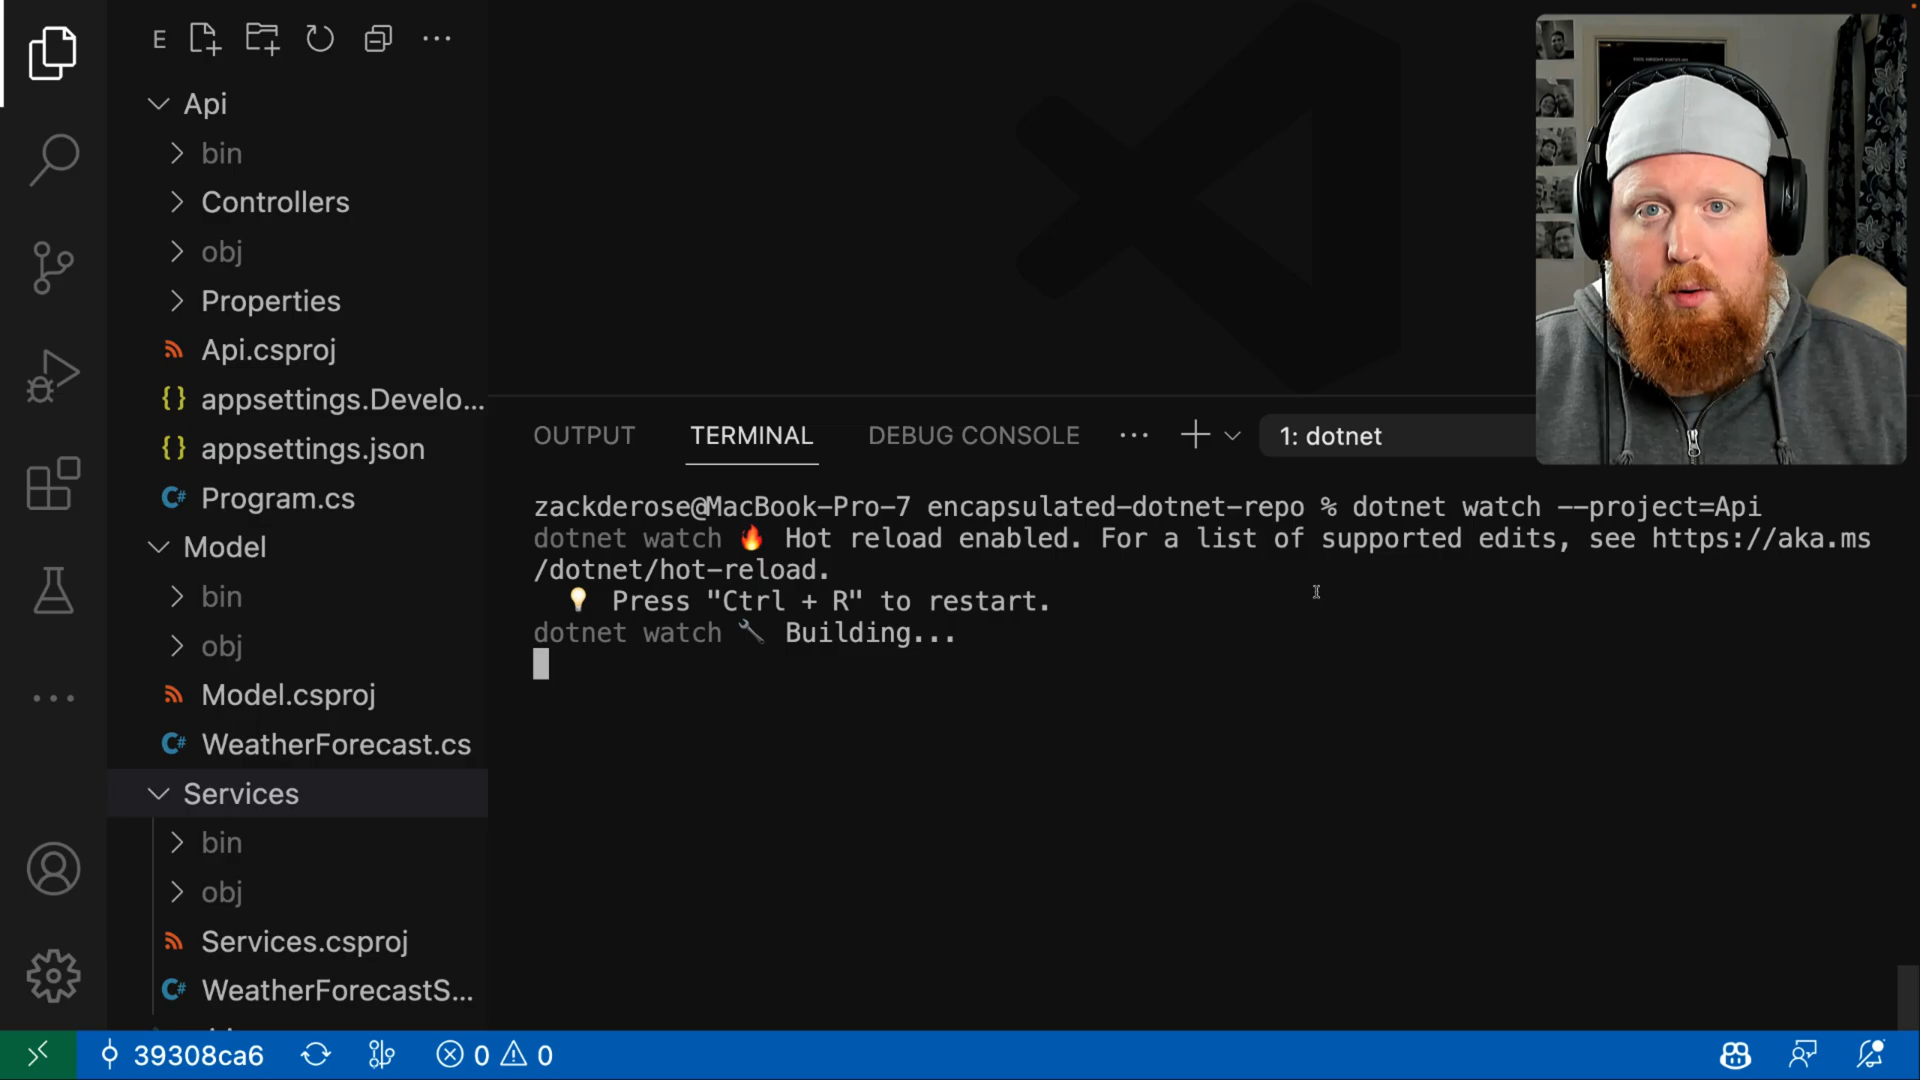 E
Api
bin
Controllers
obj
Properties
Api.csproj
appsettings.Develo...
appsettings.json
Program.cs
Model
bin
obj
Model.csproj
WeatherForecast.cs
Services
bin
obj
Services.csproj
WeatherForecastS...
OUTPUT TERMINAL DEBUG CONSOLE 1: dotnet
zackderose@MacBook-Pro-7 encapsulated-dotnet-repo % dotnet watch --project=Api
dotnet watch 🔥 Hot reload enabled. For a list of supported edits, see https://aka.ms
/dotnet/hot-reload.
💡 Press "Ctrl + R" to restart.
dotnet watch 🔧 Building...
39308ca6 0 0